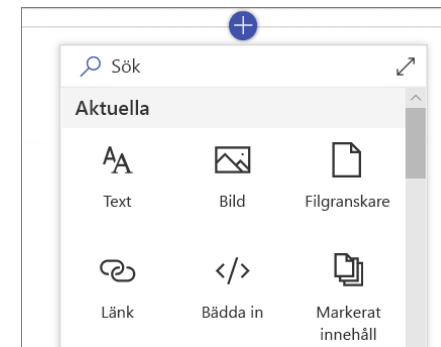 Sök
Aktuella
Text Bild Filgranskare
Länk Bädda in Markerat
innehåll